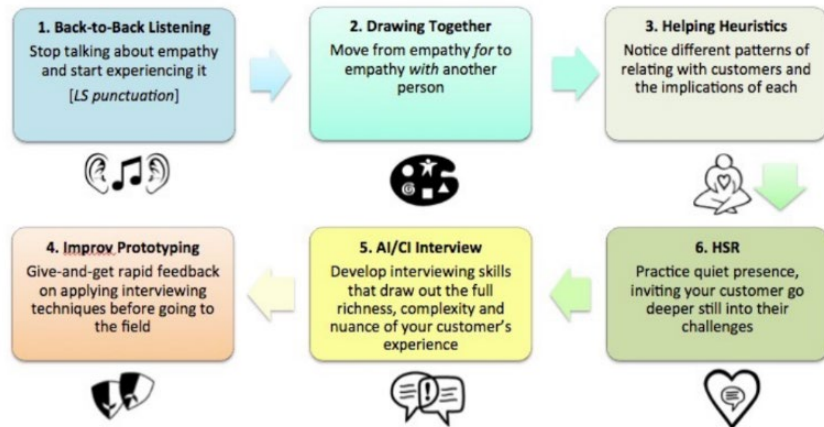 1. Back-to-Back Listening
Stop talking about empathy
and start experiencing it
[LS punctuation]
2. Drawing Together
Move from empathy for to
empathy with another
person
3. Helping Heuristics
Notice different patterns of
relating with customers and
the implications of each
4. Improv Prototyping
Give-and-get rapid feedback
on applying interviewing
techniques before going to
the field
5. AI/CI Interview
Develop interviewing skills
that draw out the full
richness, complexity and
nuance of your customer's
experience
6. HSR
Practice quiet presence,
inviting your customer go
deeper still into their
challenges